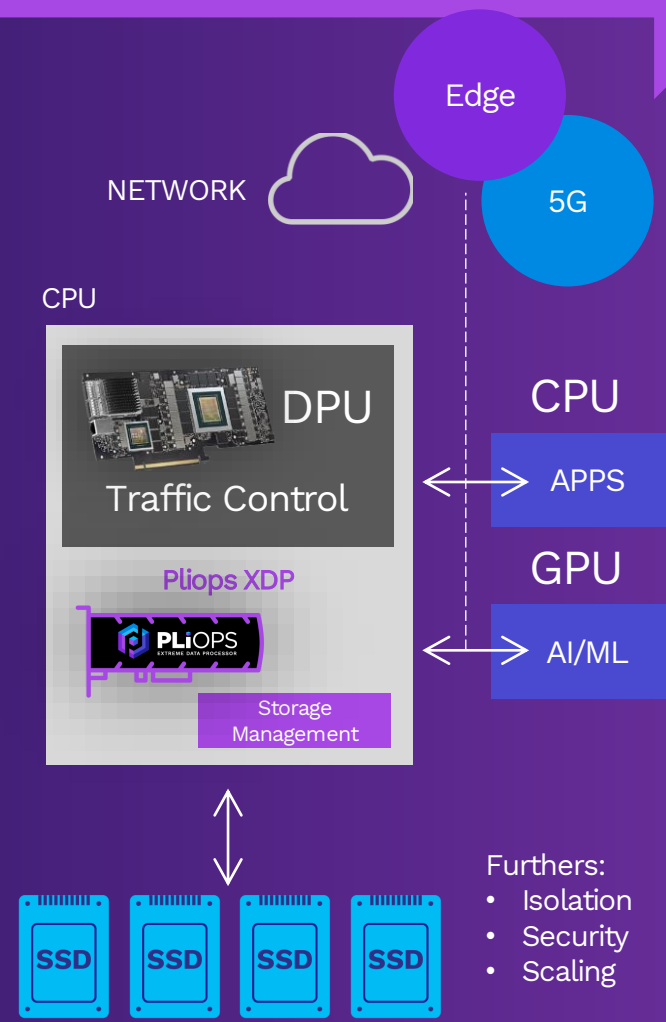 Edge
5G
NETWORK
CPU
DPU
Traffic Control
Pliops XDP
PLiOPS
EXTREME DATA PROCESSOR
Storage
Management
CPU
APPS
GPU
AI/ML
SSD
SSD
SSD
SSD
Furthers:
• Isolation
• Security
• Scaling